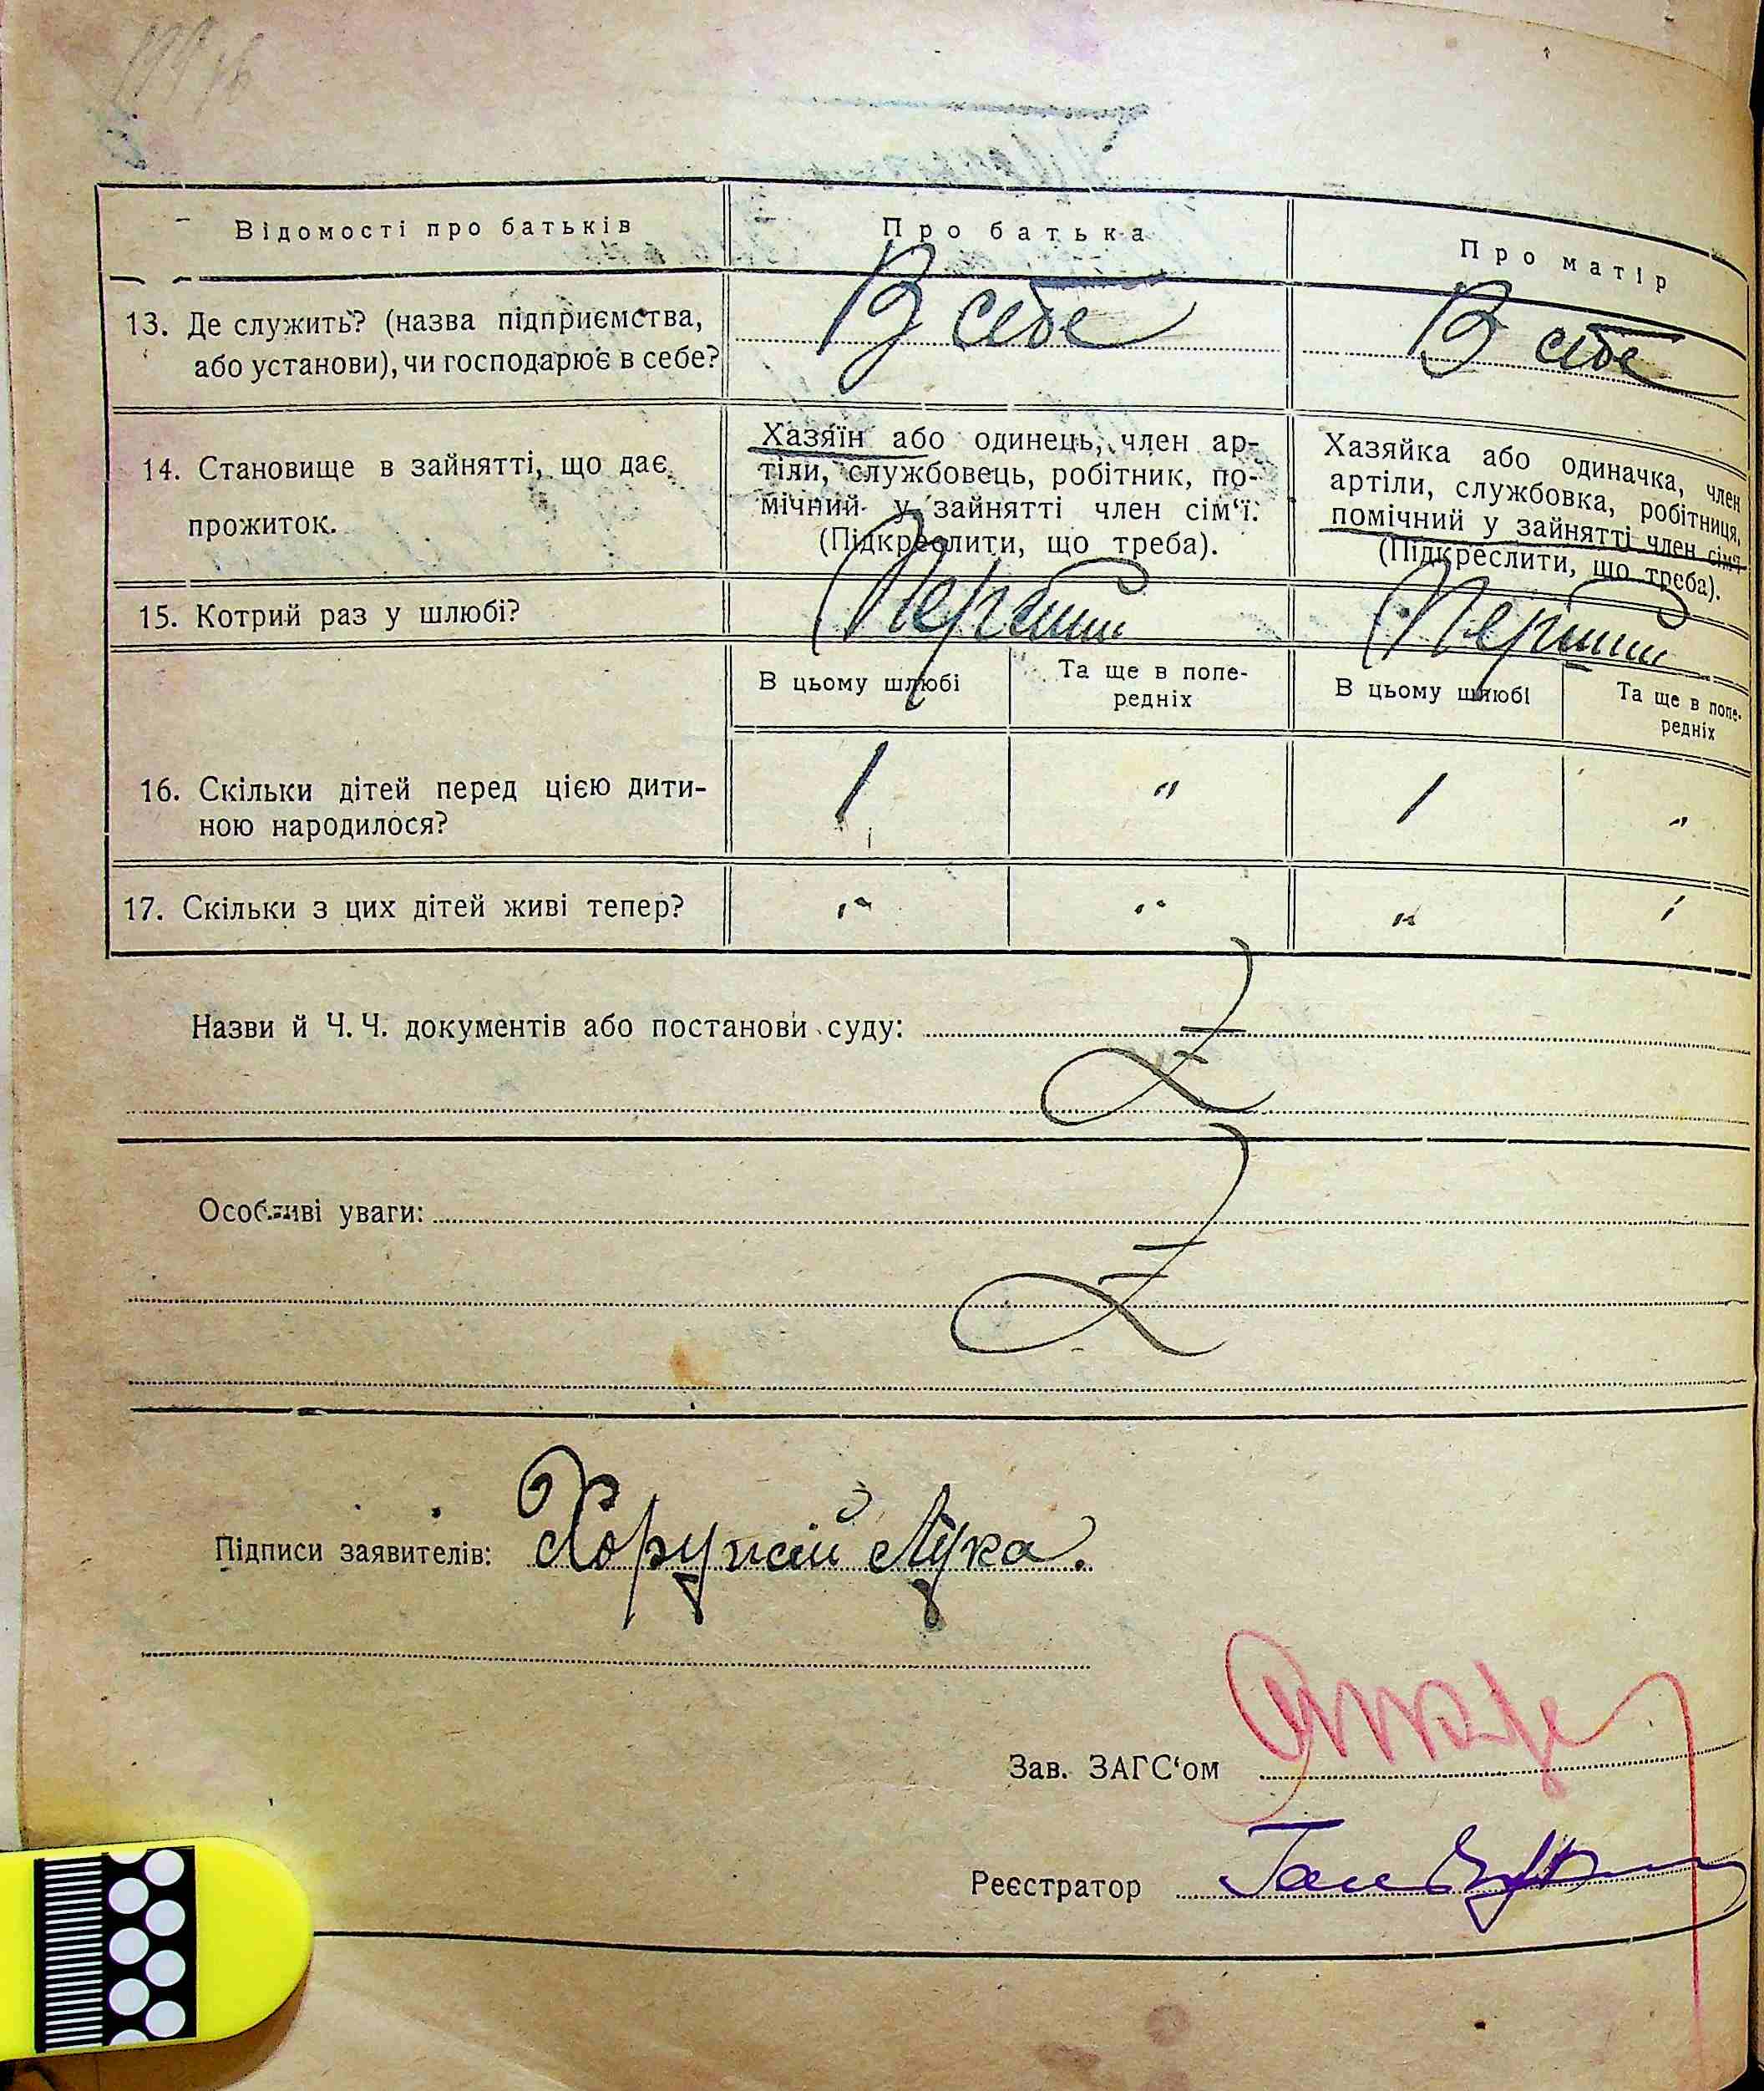 Відомості про батьків
Про батька
Про матір
13. Де служить? (назва підприємства,
або установи), чи господарює в себе?
В себе
В себе
14. Становище в зайнятті, що дає
прожиток.
Хазяїн або одинець, член ар-
тіли, службовець, робітник, по-
мічний у зайнятті член сім‘ї.
(Підкреслити, що треба).
Хазяйка або одиначка, член
артіли, службовка, робітниця,
помічний у зайнятті член сім‘ї
(Підкреслити, що треба).
15. Котрий раз у шлюбі?
Первий
Перший
В цьому шлюбі
Та ще в попе-
редніх
В цьому шлюбі
Та ще в попе-
редніх
16. Скільки дітей перед цією дити-
ною народилося?
1 " 1 "
17. Скільки з цих дітей живі тепер?
" " " "
Назви й Ч. Ч. документів або постанови суду:
Z
Особливі уваги:
Z
Підписи заявителів: Хорунжій Лука.
Зав. ЗАГС‘ом
Реєстратор